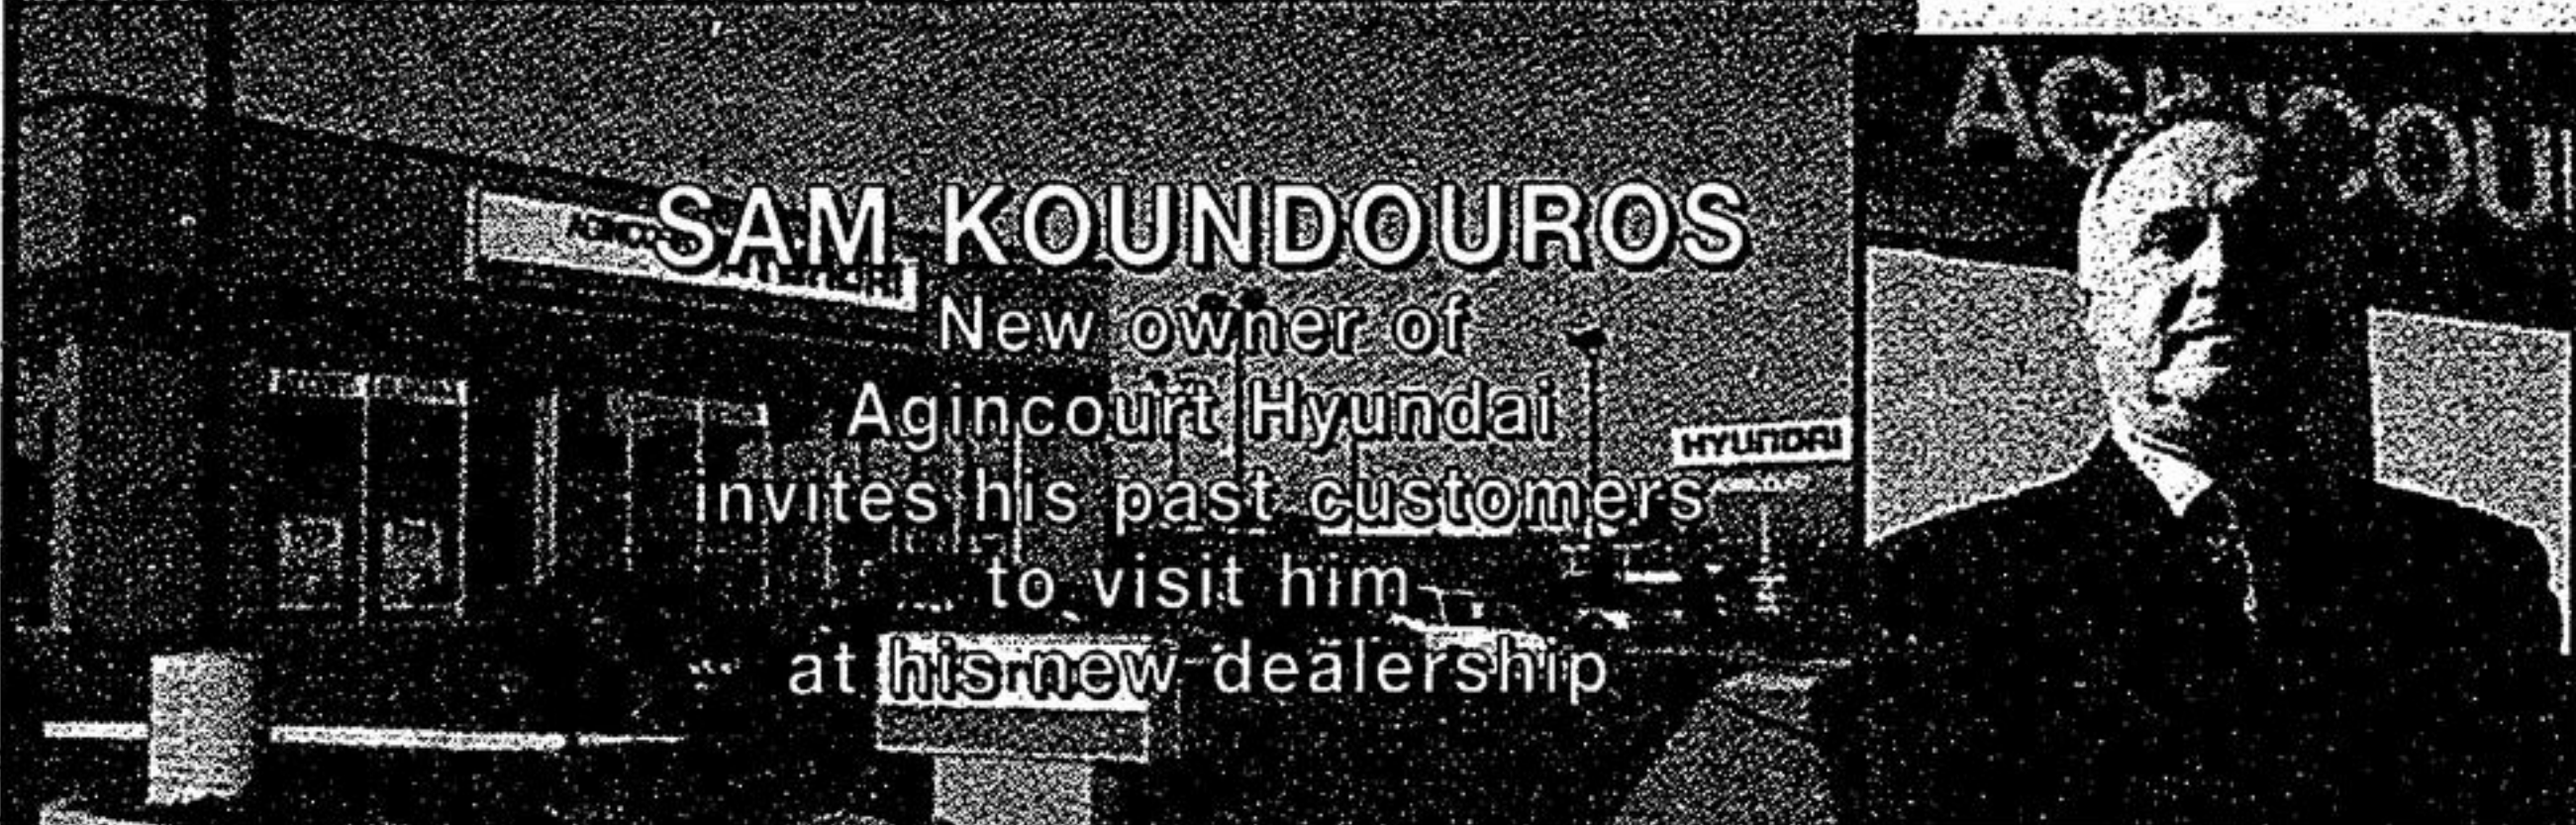 SAM KOUNDOUROS
New owner of
Agincourt Hyundai
invites his past customers
to visit him
at his new dealership
HYUNDAI
AGINCOU